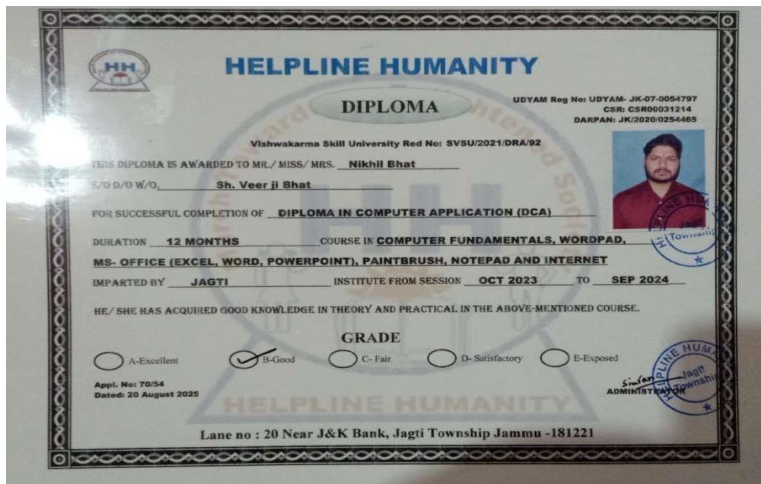 HH
HELPLINE HUMANITY
HELPLINE HUMANITY
DIPLOMA
UDYAM Reg No: UDYAM- JK-07-0054797
CSR: CSR00031214
DARPAN: JK/2020/0254465
Vishwakarma Skill University Red No: SVSU/2021/DRA/92
THIS DIPLOMA IS AWARDED TO MR./ MISS/ MRS. Nikhil Bhat
S/O D/O W/O. Sh. Veer ji Bhat
FOR SUCCESSFUL COMPLETION OF DIPLOMA IN COMPUTER APPLICATION (DCA)
DURATION 12 MONTHS COURSE IN COMPUTER FUNDAMENTALS, WORDPAD,
MS- OFFICE (EXCEL, WORD, POWERPOINT), PAINTBRUSH, NOTEPAD AND INTERNET
IMPARTED BY JAGTI INSTITUTE FROM SESSION OCT 2023 TO SEP 2024
HE/ SHE HAS ACQUIRED GOOD KNOWLEDGE IN THEORY AND PRACTICAL IN THE ABOVE-MENTIONED COURSE.
GRADE
A-Excellent B-Good C- Fair D- Satisfactory E-Exposed
Appl. No: 70/54
Dated: 20 August 2025
Simran
ADMINISTRATOR
Jagti
Township
HELPLINE HUMANITY
Lane no : 20 Near J&K Bank, Jagti Township Jammu -181221